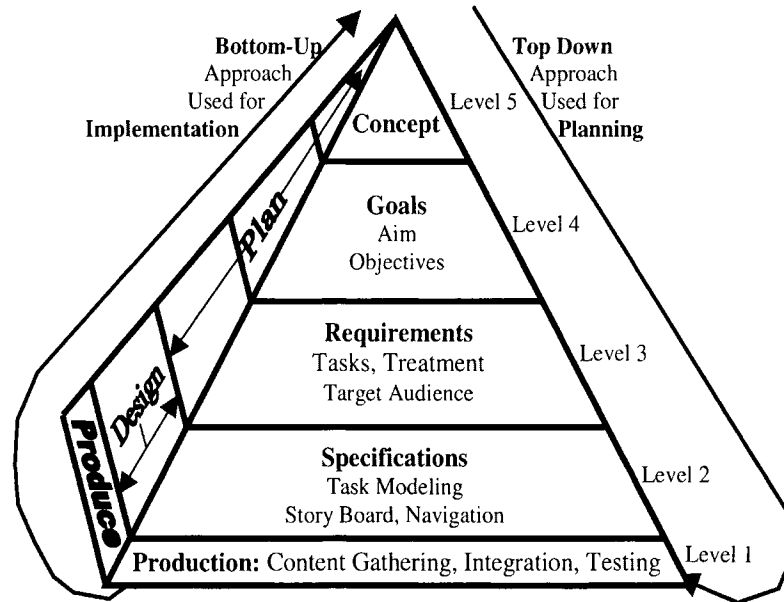 Bottom-Up
Approach
Used for
Implementation
Top Down
Approach
Used for
Planning
Level 5
Concept
Goals
Aim
Objectives
Level 4
Plan
Requirements
Tasks, Treatment
Target Audience
Level 3
Design
Specifications
Task Modeling
Story Board, Navigation
Level 2
Produce
Production: Content Gathering, Integration, Testing
Level 1